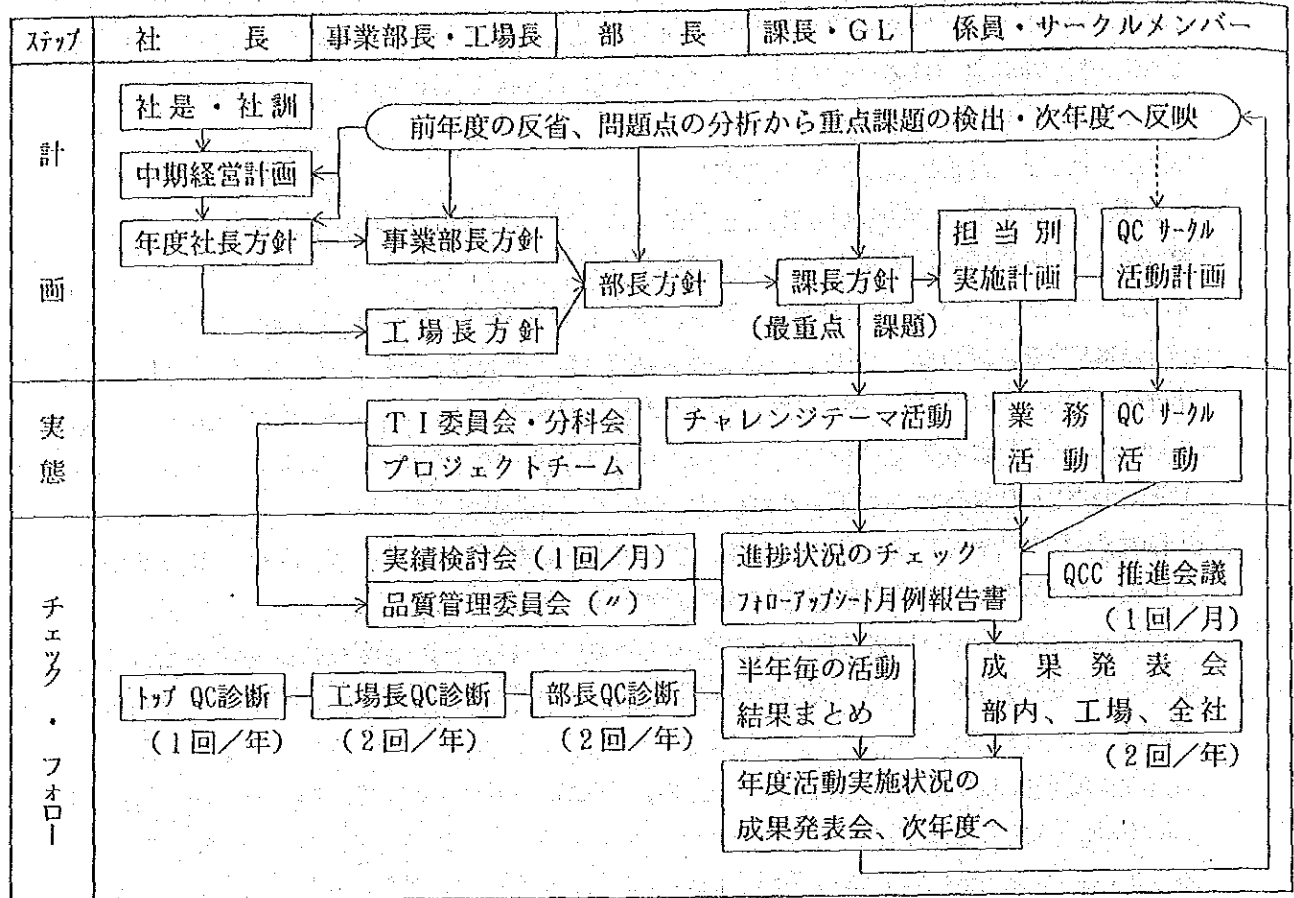 ステップ 社長 事業部長・工場長 部長 課長・GL 係員・サークルメンバー
計画
社是・社訓
前年度の反省、問題点の分析から重点課題の検出・次年度へ反映
中期経営計画
年度社長方針
事業部長方針
工場長方針
部長方針
課長方針
(最重点課題)
担当別
実施計画
QCサークル
活動計画
実態
TI委員会・分科会
プロジェクトチーム
チャレンジテーマ活動
業務
活動
QCサークル
活動
チェック・フォロー
実績検討会(1回/月)
品質管理委員会(〃)
進捗状況のチェック
フォローアップシート月例報告書
QCC推進会議
(1回/月)
トップQC診断
(1回/年)
工場長QC診断
(2回/年)
部長QC診断
(2回/年)
半年毎の活動
結果まとめ
成果発表会
部内、工場、全社
(2回/年)
年度活動実施状況の
成果発表会、次年度へ